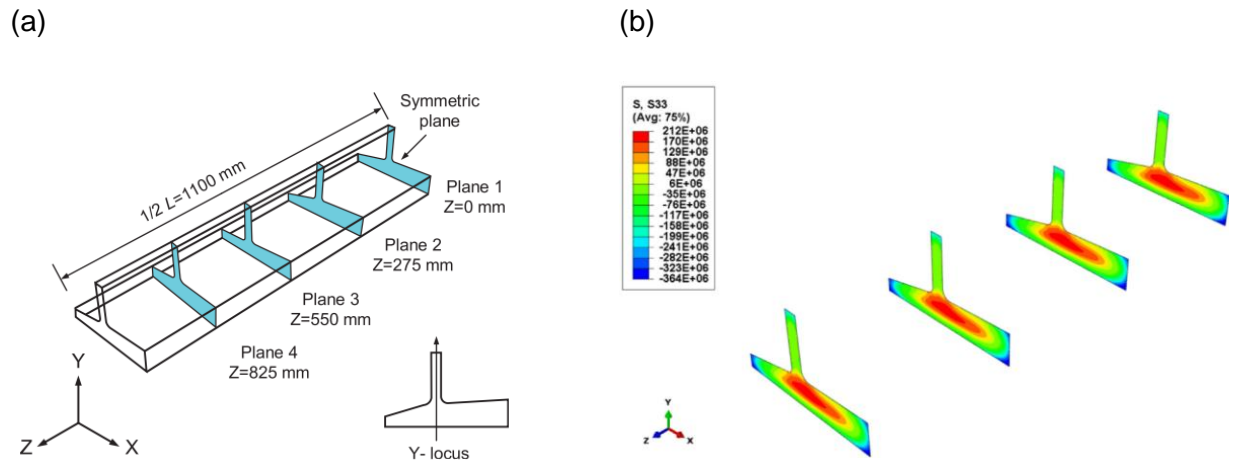 (a)
(b)
Symmetric
plane
1/2 L=1100 mm
Plane 1
Z=0 mm
Plane 2
Z=275 mm
Plane 3
Z=550 mm
Plane 4
Z=825 mm
Y
Z
X
Y- locus
S, S33
(Avg: 75%)
212E+06
170E+06
129E+06
88E+06
47E+06
6E+06
-35E+06
-76E+06
-117E+06
-158E+06
-199E+06
-241E+06
-282E+06
-323E+06
-364E+06
Y
Z
X